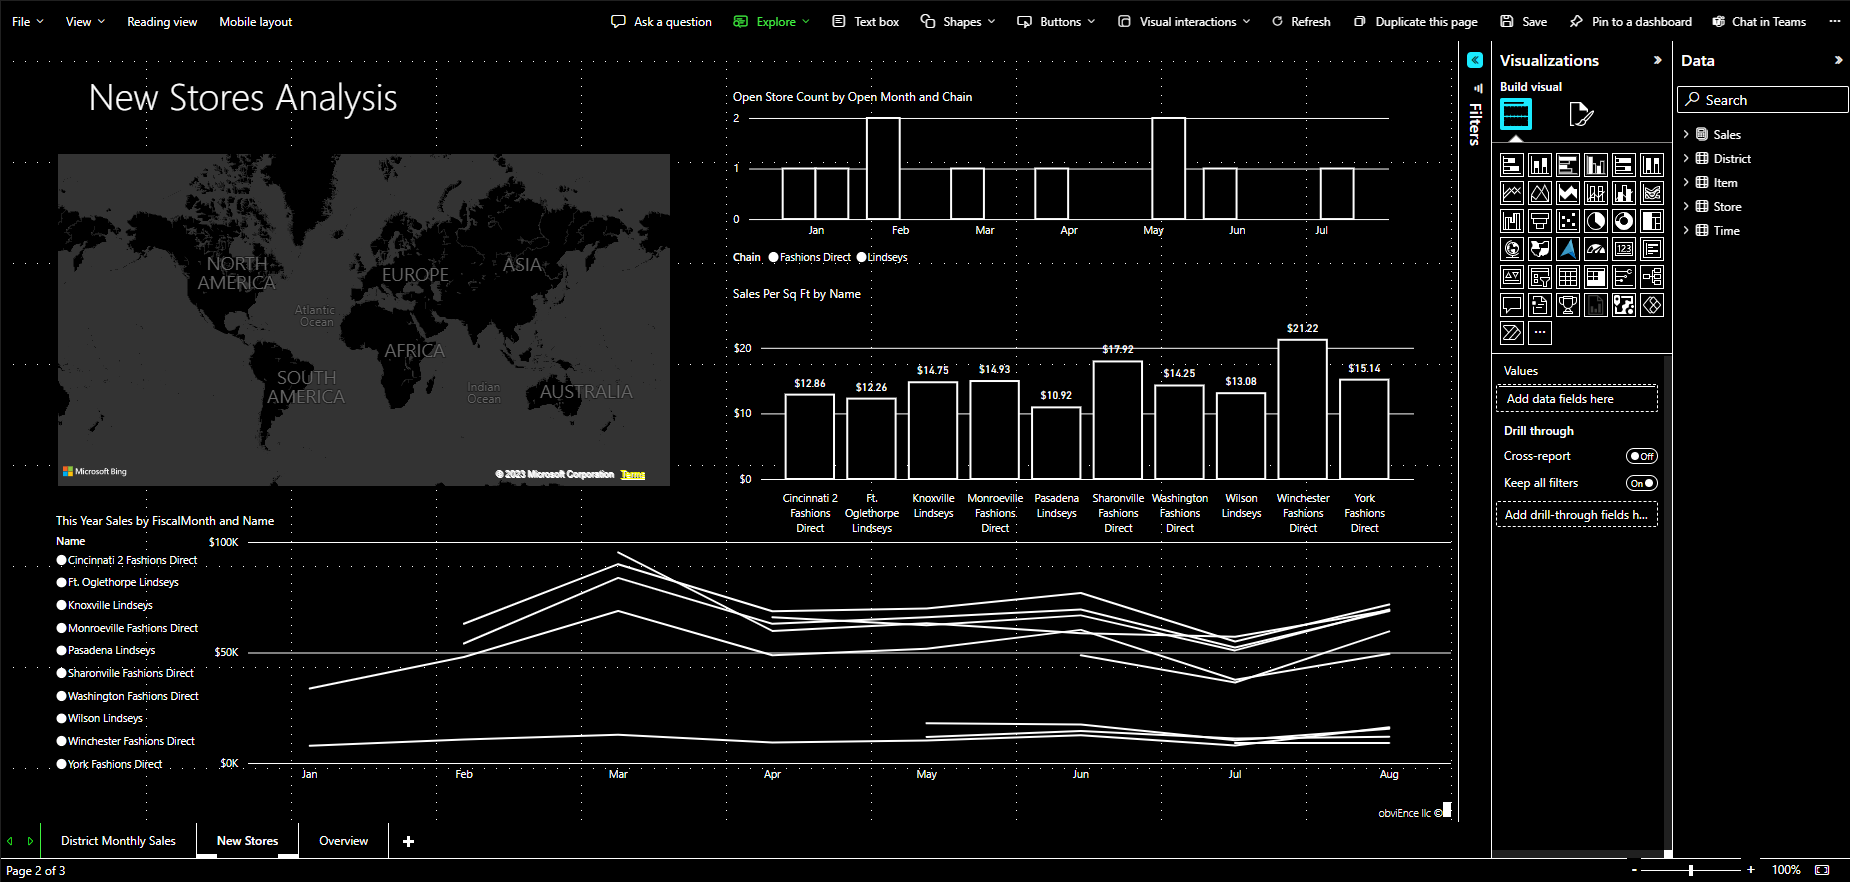 File View Reading view Mobile layout Ask a question Explore Text box Shapes Buttons Visual interactions Refresh Duplicate this page Save Pin to a dashboard Chat in Teams ...
New Stores Analysis
NORTH AMERICA
EUROPE
ASIA
Atlantic Ocean
AFRICA
SOUTH AMERICA
Indian Ocean
AUSTRALIA
Microsoft Bing
© 2023 Microsoft Corporation Terms
Open Store Count by Open Month and Chain
2
1
0
Jan Feb Mar Apr May Jun Jul
Chain Fashions Direct Lindseys
Sales Per Sq Ft by Name
$20
$10
$0
$12.86 $12.26 $14.75 $14.93 $10.92 $17.92 $14.25 $13.08 $21.22 $15.14
Cincinnati 2 Fashions Direct
Ft. Oglethorpe Lindseys
Knoxville Lindseys
Monroeville Fashions Direct
Pasadena Lindseys
Sharonville Fashions Direct
Washington Fashions Direct
Wilson Lindseys
Winchester Fashions Direct
York Fashions Direct
This Year Sales by FiscalMonth and Name
Name
Cincinnati 2 Fashions Direct
Ft. Oglethorpe Lindseys
Knoxville Lindseys
Monroeville Fashions Direct
Pasadena Lindseys
Sharonville Fashions Direct
Washington Fashions Direct
Wilson Lindseys
Winchester Fashions Direct
York Fashions Direct
$100K
$50K
$0K
Jan Feb Mar Apr May Jun Jul Aug
obviEnce llc ©
Filters
Visualizations
Build visual
123
...
Values
Add data fields here
Drill through
Cross-report Off
Keep all filters On
Add drill-through fields h...
Data
Search
Sales
District
Item
Store
Time
District Monthly Sales New Stores Overview +
Page 2 of 3
- + 100%